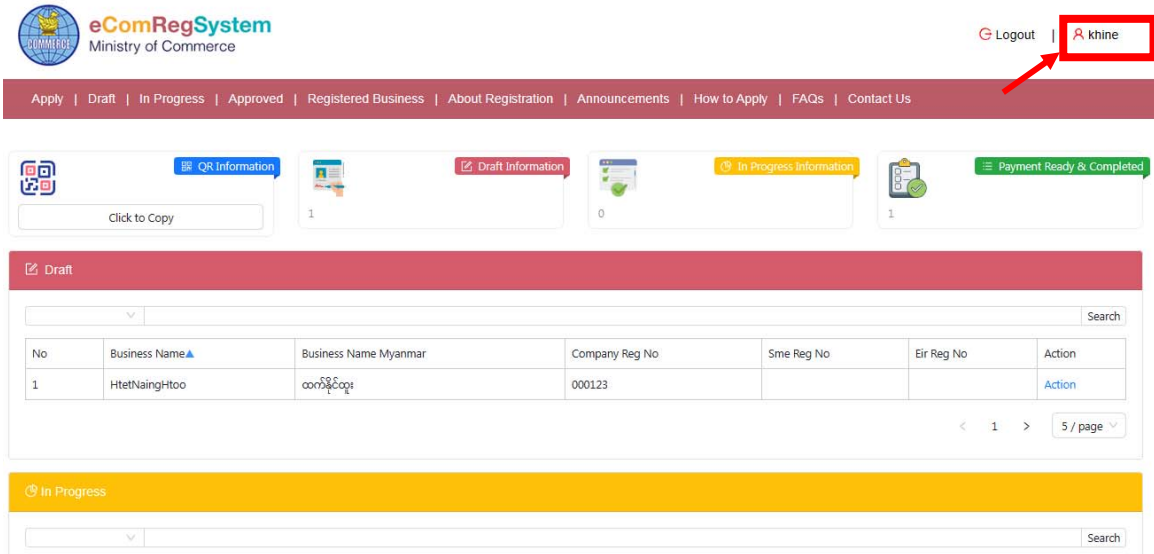 eComRegSystem
Ministry of Commerce
COMMERCE
Logout | khine
Apply | Draft | In Progress | Approved | Registered Business | About Registration | Announcements | How to Apply | FAQs | Contact Us
QR Information
Click to Copy
Draft Information
1
In Progress Information
0
Payment Ready & Completed
1
Draft
Search
No Business Name Business Name Myanmar Company Reg No Sme Reg No Eir Reg No Action
1 HtetNaingHtoo ထက်နိုင်ထူး 000123 Action
< 1 > 5 / page
In Progress
Search